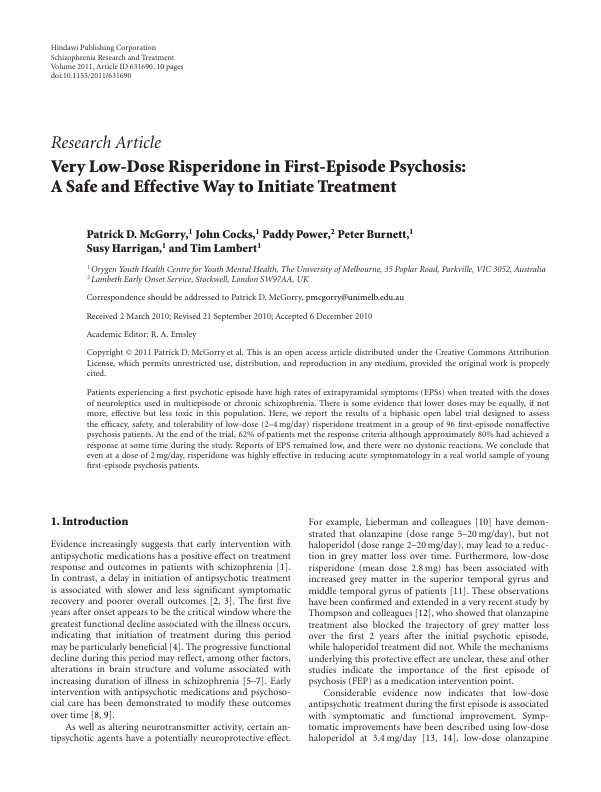 Hindawi Publishing Corporation
Schizophrenia Research and Treatment
Volume 2011, Article ID 631690, 10 pages
doi:10.1155/2011/631690
Research Article
Very Low-Dose Risperidone in First-Episode Psychosis:
A Safe and Effective Way to Initiate Treatment
Patrick D. McGorry,¹ John Cocks,¹ Paddy Power,² Peter Burnett,¹
Susy Harrigan,¹ and Tim Lambert¹
¹ Orygen Youth Health Centre for Youth Mental Health, The University of Melbourne, 35 Poplar Road, Parkville, VIC 3052, Australia
² Lambeth Early Onset Service, Stockwell, London SW97AA, UK
Correspondence should be addressed to Patrick D. McGorry, pmcgorry@unimelb.edu.au
Received 2 March 2010; Revised 21 September 2010; Accepted 6 December 2010
Academic Editor: R. A. Emsley
Copyright © 2011 Patrick D. McGorry et al. This is an open access article distributed under the Creative Commons Attribution
License, which permits unrestricted use, distribution, and reproduction in any medium, provided the original work is properly
cited.
Patients experiencing a first psychotic episode have high rates of extrapyramidal symptoms (EPSs) when treated with the doses
of neuroleptics used in multiepisode or chronic schizophrenia. There is some evidence that lower doses may be equally, if not
more, effective but less toxic in this population. Here, we report the results of a biphasic open label trial designed to assess
the efficacy, safety, and tolerability of low-dose (2–4 mg/day) risperidone treatment in a group of 96 first-episode nonaffective
psychosis patients. At the end of the trial, 62% of patients met the response criteria although approximately 80% had achieved a
response at some time during the study. Reports of EPS remained low, and there were no dystonic reactions. We conclude that
even at a dose of 2 mg/day, risperidone was highly effective in reducing acute symptomatology in a real world sample of young
first-episode psychosis patients.
1. Introduction
Evidence increasingly suggests that early intervention with
antipsychotic medications has a positive effect on treatment
response and outcomes in patients with schizophrenia [1].
In contrast, a delay in initiation of antipsychotic treatment
is associated with slower and less significant symptomatic
recovery and poorer overall outcomes [2, 3]. The first five
years after onset appears to be the critical window where the
greatest functional decline associated with the illness occurs,
indicating that initiation of treatment during this period
may be particularly beneficial [4]. The progressive functional
decline during this period may reflect, among other factors,
alterations in brain structure and volume associated with
increasing duration of illness in schizophrenia [5–7]. Early
intervention with antipsychotic medications and psychoso-
cial care has been demonstrated to modify these outcomes
over time [8, 9].
As well as altering neurotransmitter activity, certain an-
tipsychotic agents have a potentially neuroprotective effect.
For example, Lieberman and colleagues [10] have demon-
strated that olanzapine (dose range 5–20 mg/day), but not
haloperidol (dose range 2–20 mg/day), may lead to a reduc-
tion in grey matter loss over time. Furthermore, low-dose
risperidone (mean dose 2.8 mg) has been associated with
increased grey matter in the superior temporal gyrus and
middle temporal gyrus of patients [11]. These observations
have been confirmed and extended in a very recent study by
Thompson and colleagues [12], who showed that olanzapine
treatment also blocked the trajectory of grey matter loss
over the first 2 years after the initial psychotic episode,
while haloperidol treatment did not. While the mechanisms
underlying this protective effect are unclear, these and other
studies indicate the importance of the first episode of
psychosis (FEP) as a medication intervention point.
Considerable evidence now indicates that low-dose
antipsychotic treatment during the first episode is associated
with symptomatic and functional improvement. Symp-
tomatic improvements have been described using low-dose
haloperidol at 3.4 mg/day [13, 14], low-dose olanzapine